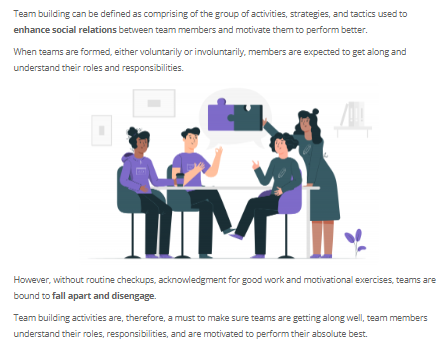 Team building can be defined as comprising of the group of activities, strategies, and tactics used to
enhance social relations between team members and motivate them to perform better.
When teams are formed, either voluntarily or involuntarily, members are expected to get along and
understand their roles and responsibilities.
However, without routine checkups, acknowledgment for good work and motivational exercises, teams are
bound to fall apart and disengage.
Team building activities are, therefore, a must to make sure teams are getting along well, team members
understand their roles, responsibilities, and are motivated to perform their absolute best.